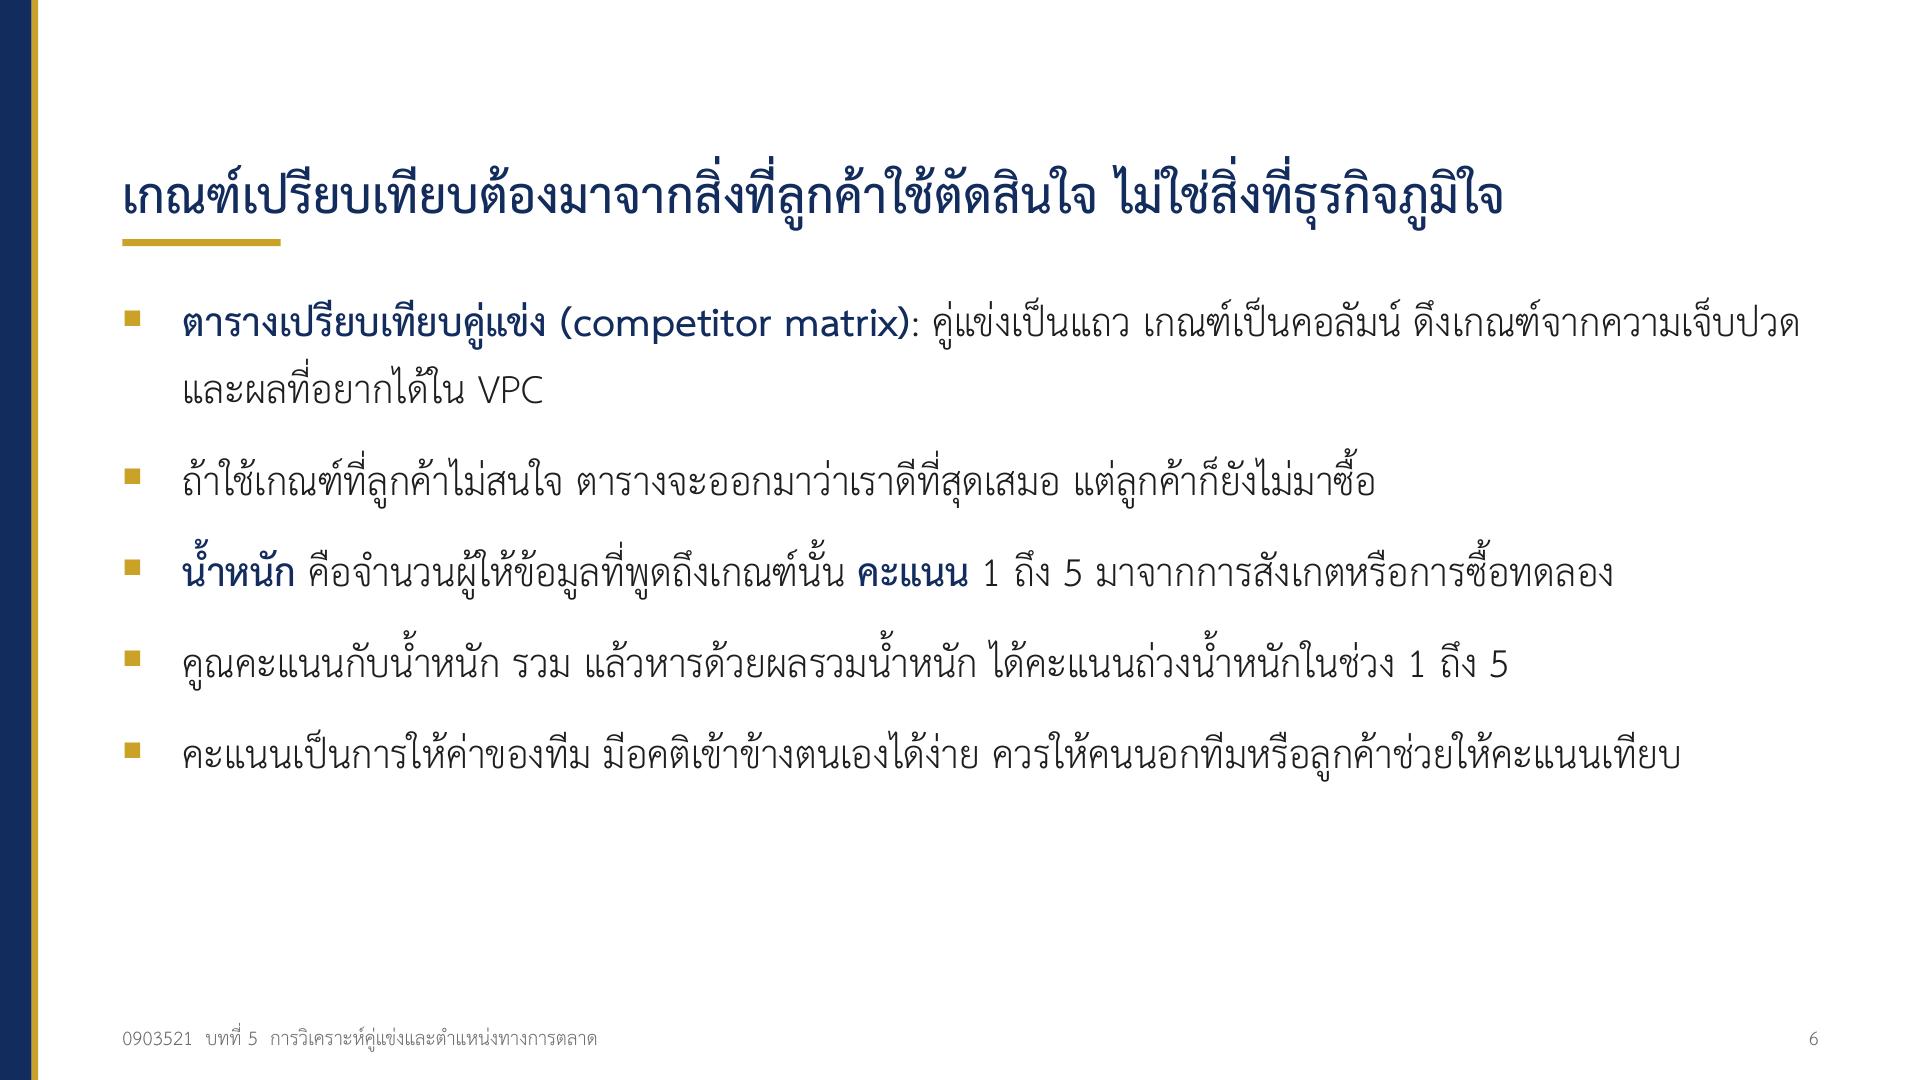 เกณฑ์เปรียบเทียบต้องมาจากสิ่งที่ลูกค้าใช้ตัดสินใจ ไม่ใช่สิ่งที่ธุรกิจภูมิใจ
ตารางเปรียบเทียบคู่แข่ง (competitor matrix): คู่แข่งเป็นแถว เกณฑ์เป็นคอลัมน์ ดึงเกณฑ์จากความเจ็บปวด
และผลที่อยากได้ใน VPC
ถ้าใช้เกณฑ์ที่ลูกค้าไม่สนใจ ตารางจะออกมาว่าเราดีที่สุดเสมอ แต่ลูกค้าก็ยังไม่มาซื้อ
น้ำหนัก คือจำนวนผู้ให้ข้อมูลที่พูดถึงเกณฑ์นั้น คะแนน 1 ถึง 5 มาจากการสังเกตหรือการซื้อทดลอง
คูณคะแนนกับน้ำหนัก รวม แล้วหารด้วยผลรวมน้ำหนัก ได้คะแนนถ่วงน้ำหนักในช่วง 1 ถึง 5
คะแนนเป็นการให้ค่าของทีม มีอคติเข้าข้างตนเองได้ง่าย ควรให้คนนอกทีมหรือลูกค้าช่วยให้คะแนนเทียบ
0903521 บทที่ 5 การวิเคราะห์คู่แข่งและตำแหน่งทางการตลาด
6